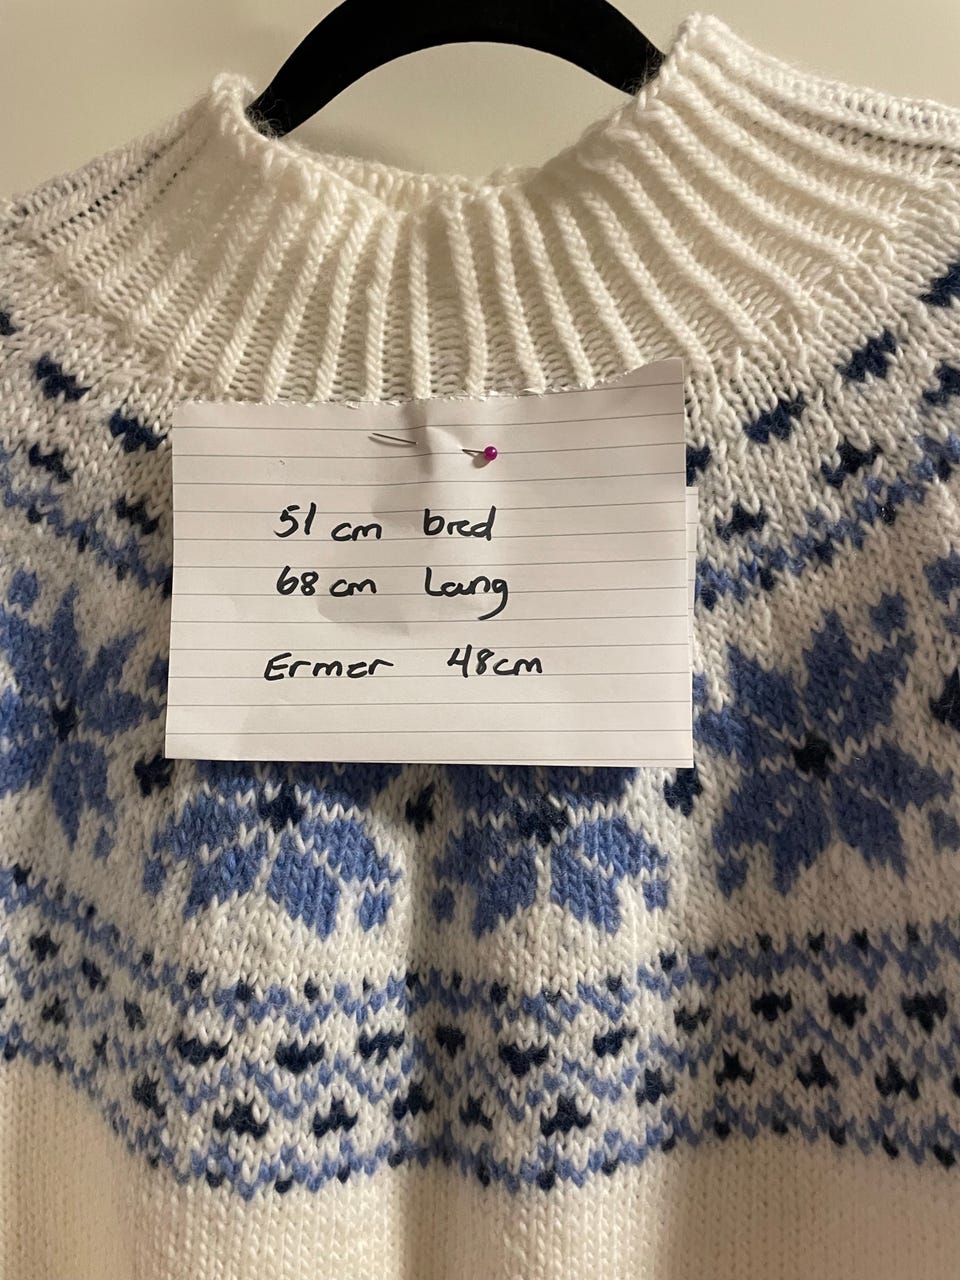 51 cm bred
68 cm Lang
Ermer 48cm